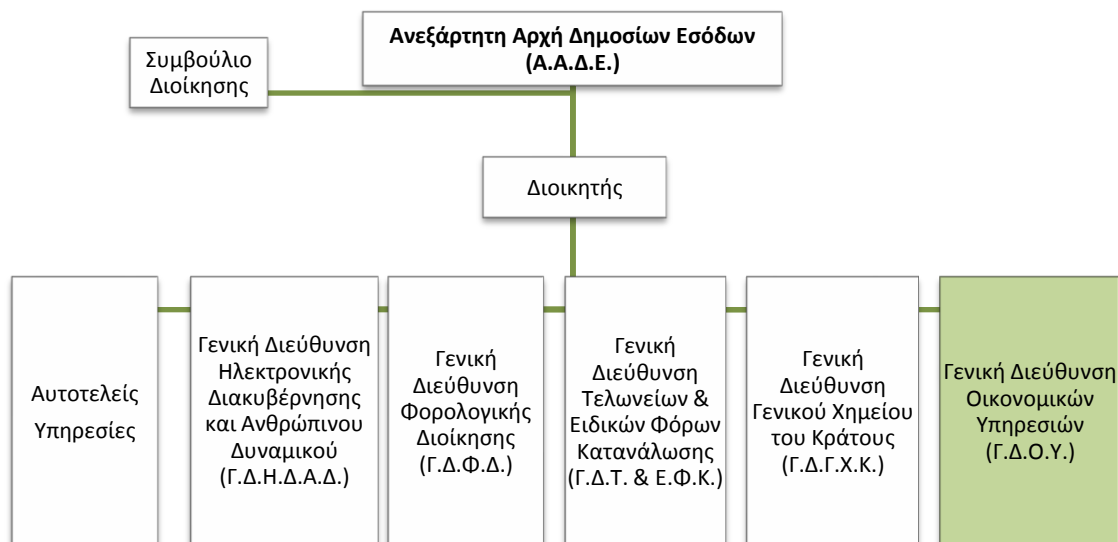 Ανεξάρτητη Αρχή Δημοσίων Εσόδων
(Α.Α.Δ.Ε.)
Συμβούλιο
Διοίκησης
Διοικητής
Αυτοτελείς
Υπηρεσίες
Γενική Διεύθυνση
Ηλεκτρονικής
Διακυβέρνησης
και Ανθρώπινου
Δυναμικού
(Γ.Δ.Η.Δ.Α.Δ.)
Γενική
Διεύθυνση
Φορολογικής
Διοίκησης
(Γ.Δ.Φ.Δ.)
Γενική
Διεύθυνση
Τελωνείων &
Ειδικών Φόρων
Κατανάλωσης
(Γ.Δ.Τ. & Ε.Φ.Κ.)
Γενική
Διεύθυνση
Γενικού Χημείου
του Κράτους
(Γ.Δ.Γ.Χ.Κ.)
Γενική Διεύθυνση
Οικονομικών
Υπηρεσιών
(Γ.Δ.Ο.Υ.)